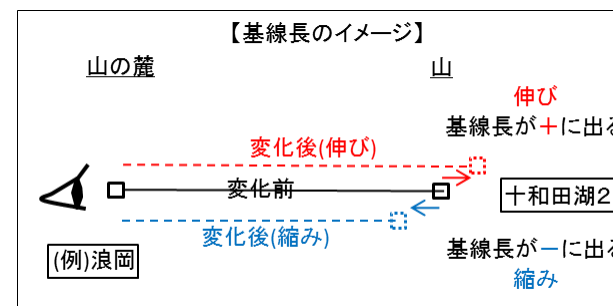 【基線長のイメージ】
山の麓
山
伸び
基線長が＋に出る
変化後(伸び)
変化前
十和田湖2
変化後(縮み)
(例)浪岡
基線長が－に出る
縮み